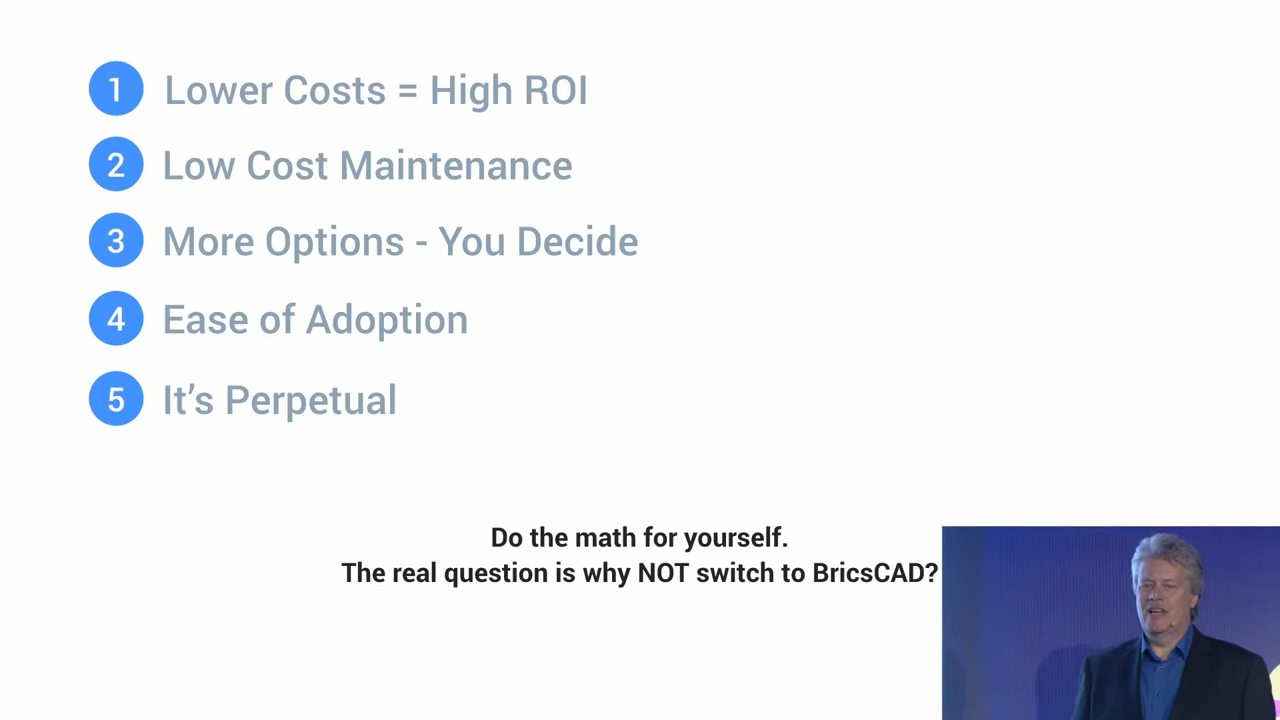 1 Lower Costs = High ROI
2 Low Cost Maintenance
3 More Options - You Decide
4 Ease of Adoption
5 It’s Perpetual
Do the math for yourself.
The real question is why NOT switch to BricsCAD?